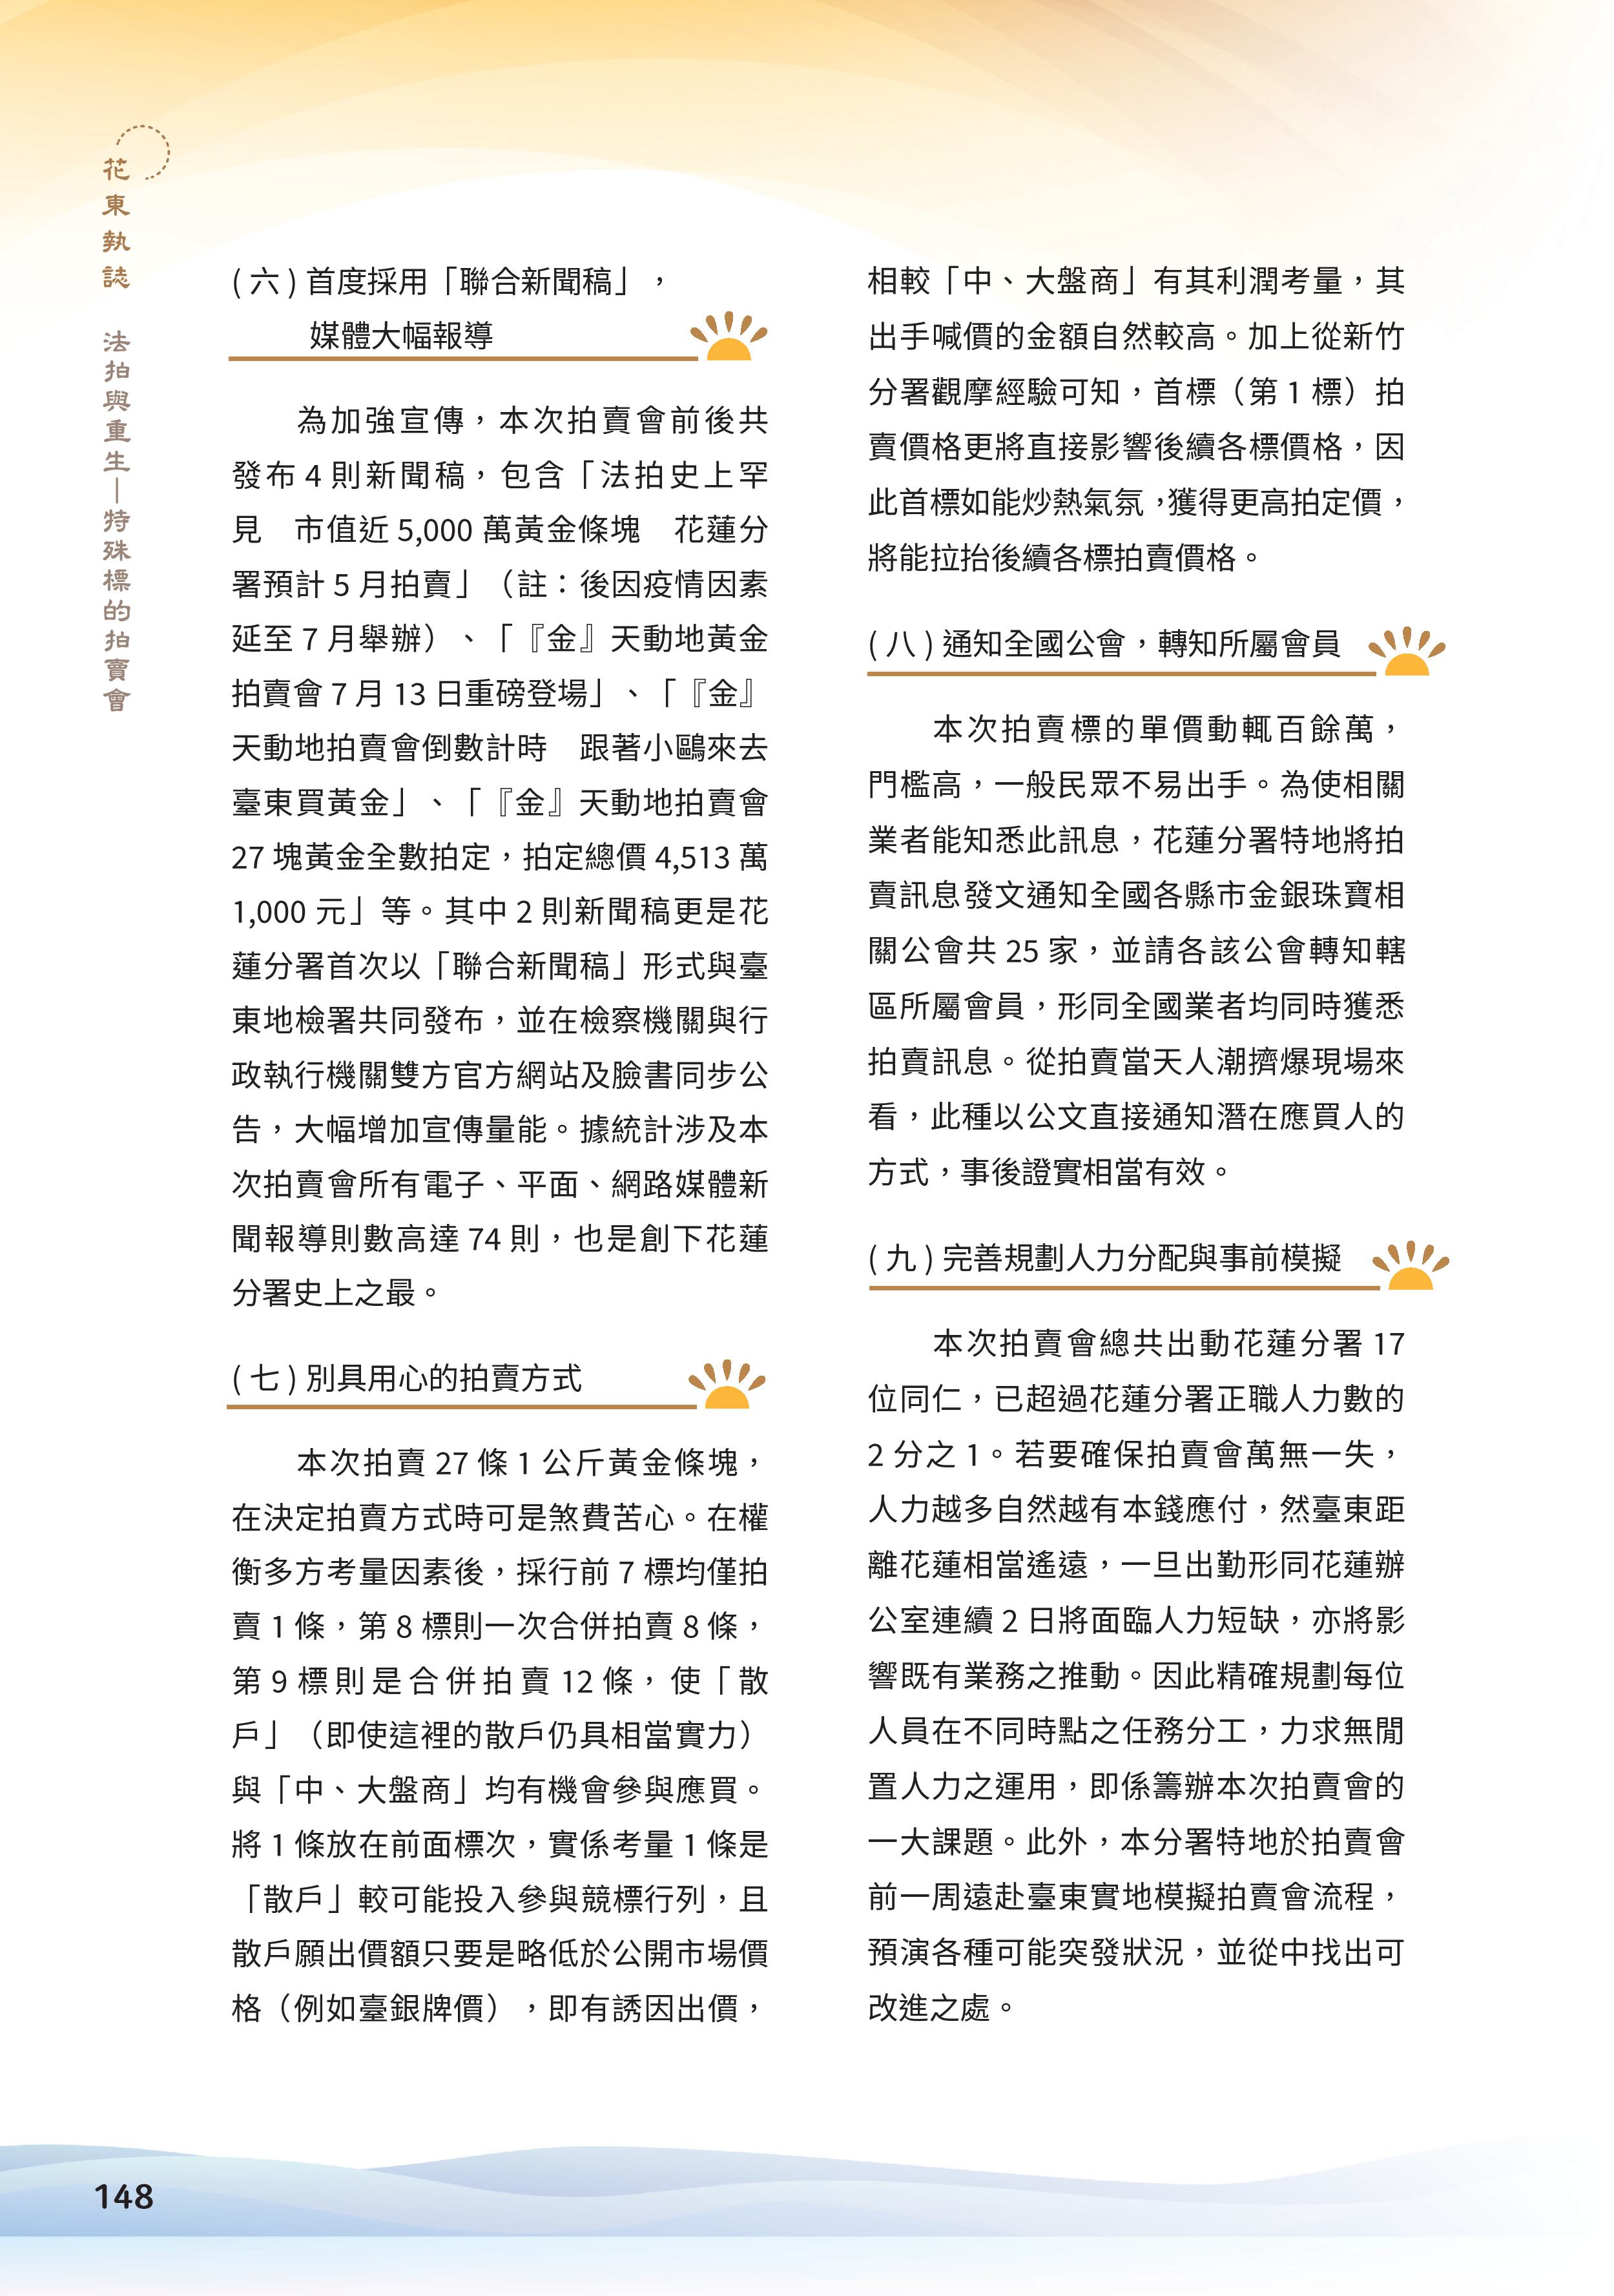 花東執誌　法拍與重生—特殊標的拍賣會
( 六 ) 首度採用「聯合新聞稿」，
媒體大幅報導
為加強宣傳，本次拍賣會前後共
發布 4 則新聞稿，包含「法拍史上罕
見　市值近 5,000 萬黃金條塊　花蓮分
署預計 5 月拍賣」（註：後因疫情因素
延至 7 月舉辦）、「『金』天動地黃金
拍賣會 7 月 13 日重磅登場」、「『金』
天動地拍賣會倒數計時　跟著小鷗來去
臺東買黃金」、「『金』天動地拍賣會
27 塊黃金全數拍定，拍定總價 4,513 萬
1,000 元」等。其中 2 則新聞稿更是花
蓮分署首次以「聯合新聞稿」形式與臺
東地檢署共同發布，並在檢察機關與行
政執行機關雙方官方網站及臉書同步公
告，大幅增加宣傳量能。據統計涉及本
次拍賣會所有電子、平面、網路媒體新
聞報導則數高達 74 則，也是創下花蓮
分署史上之最。
( 七 ) 別具用心的拍賣方式
本次拍賣 27 條 1 公斤黃金條塊，
在決定拍賣方式時可是煞費苦心。在權
衡多方考量因素後，採行前 7 標均僅拍
賣 1 條，第 8 標則一次合併拍賣 8 條，
第 9 標則是合併拍賣 12 條，使「散
戶」（即使這裡的散戶仍具相當實力）
與「中、大盤商」均有機會參與應買。
將 1 條放在前面標次，實係考量 1 條是
「散戶」較可能投入參與競標行列，且
散戶願出價額只要是略低於公開市場價
格（例如臺銀牌價），即有誘因出價，
相較「中、大盤商」有其利潤考量，其
出手喊價的金額自然較高。加上從新竹
分署觀摩經驗可知，首標（第 1 標）拍
賣價格更將直接影響後續各標價格，因
此首標如能炒熱氣氛，獲得更高拍定價，
將能拉抬後續各標拍賣價格。
( 八 ) 通知全國公會，轉知所屬會員
本次拍賣標的單價動輒百餘萬，
門檻高，一般民眾不易出手。為使相關
業者能知悉此訊息，花蓮分署特地將拍
賣訊息發文通知全國各縣市金銀珠寶相
關公會共 25 家，並請各該公會轉知轄
區所屬會員，形同全國業者均同時獲悉
拍賣訊息。從拍賣當天人潮擠爆現場來
看，此種以公文直接通知潛在應買人的
方式，事後證實相當有效。
( 九 ) 完善規劃人力分配與事前模擬
本次拍賣會總共出動花蓮分署 17
位同仁，已超過花蓮分署正職人力數的
2 分之 1。若要確保拍賣會萬無一失，
人力越多自然越有本錢應付，然臺東距
離花蓮相當遙遠，一旦出勤形同花蓮辦
公室連續 2 日將面臨人力短缺，亦將影
響既有業務之推動。因此精確規劃每位
人員在不同時點之任務分工，力求無閒
置人力之運用，即係籌辦本次拍賣會的
一大課題。此外，本分署特地於拍賣會
前一周遠赴臺東實地模擬拍賣會流程，
預演各種可能突發狀況，並從中找出可
改進之處。
148